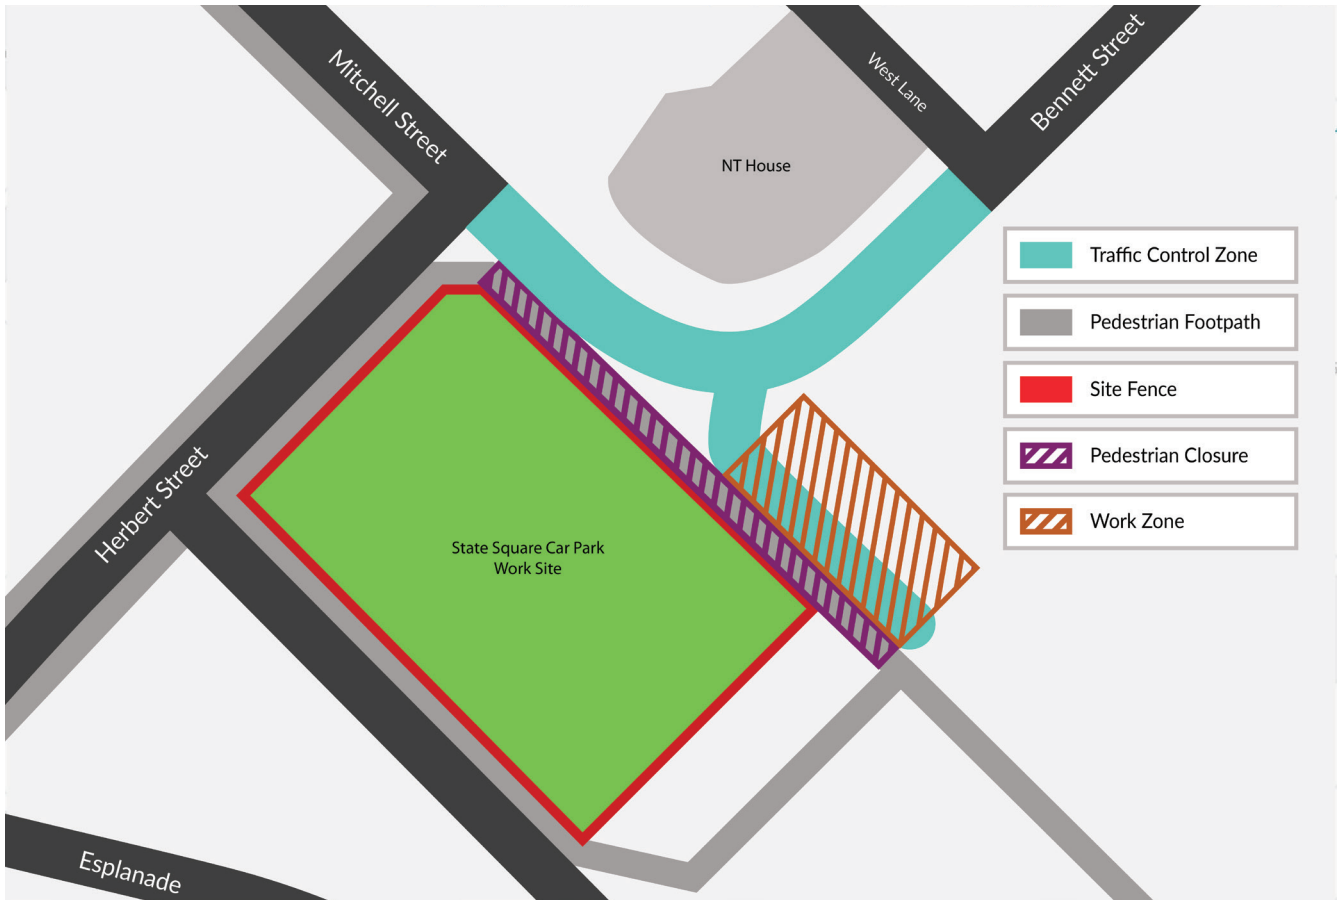 Mitchell Street
West Lane
Bennett Street
NT House
Traffic Control Zone
Pedestrian Footpath
Site Fence
Pedestrian Closure
Work Zone
Herbert Street
State Square Car Park
Work Site
Esplanade